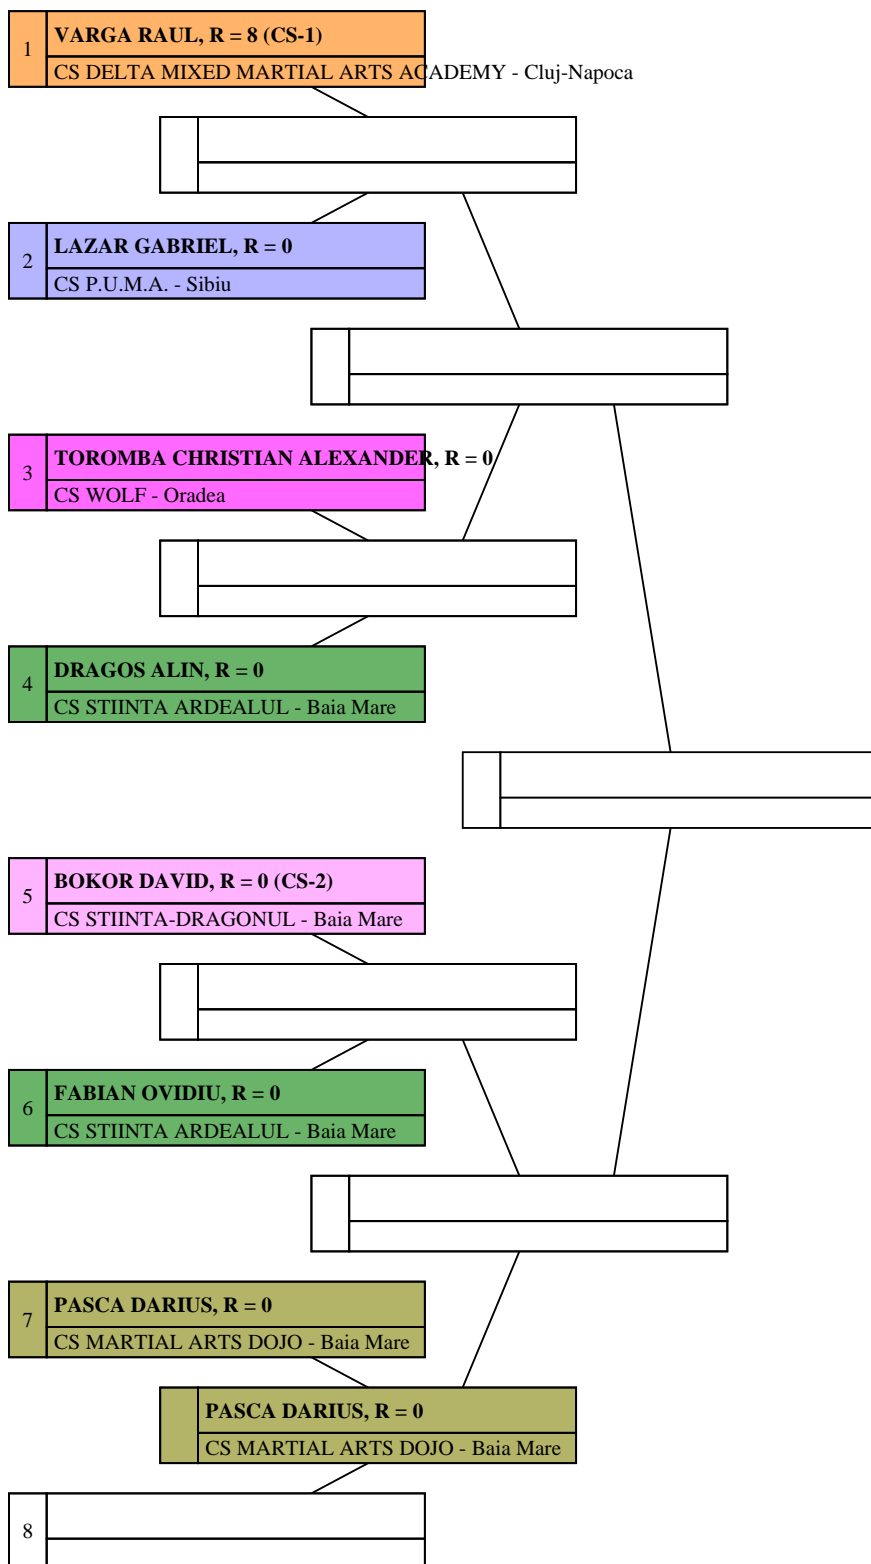 1
VARGA RAUL, R = 8 (CS-1)
CS DELTA MIXED MARTIAL ARTS ACADEMY - Cluj-Napoca
2
LAZAR GABRIEL, R = 0
CS P.U.M.A. - Sibiu
3
TOROMBA CHRISTIAN ALEXANDER, R = 0
CS WOLF - Oradea
4
DRAGOS ALIN, R = 0
CS STIINTA ARDEALUL - Baia Mare
5
BOKOR DAVID, R = 0 (CS-2)
CS STIINTA-DRAGONUL - Baia Mare
6
FABIAN OVIDIU, R = 0
CS STIINTA ARDEALUL - Baia Mare
7
PASCA DARIUS, R = 0
CS MARTIAL ARTS DOJO - Baia Mare
PASCA DARIUS, R = 0
CS MARTIAL ARTS DOJO - Baia Mare
8